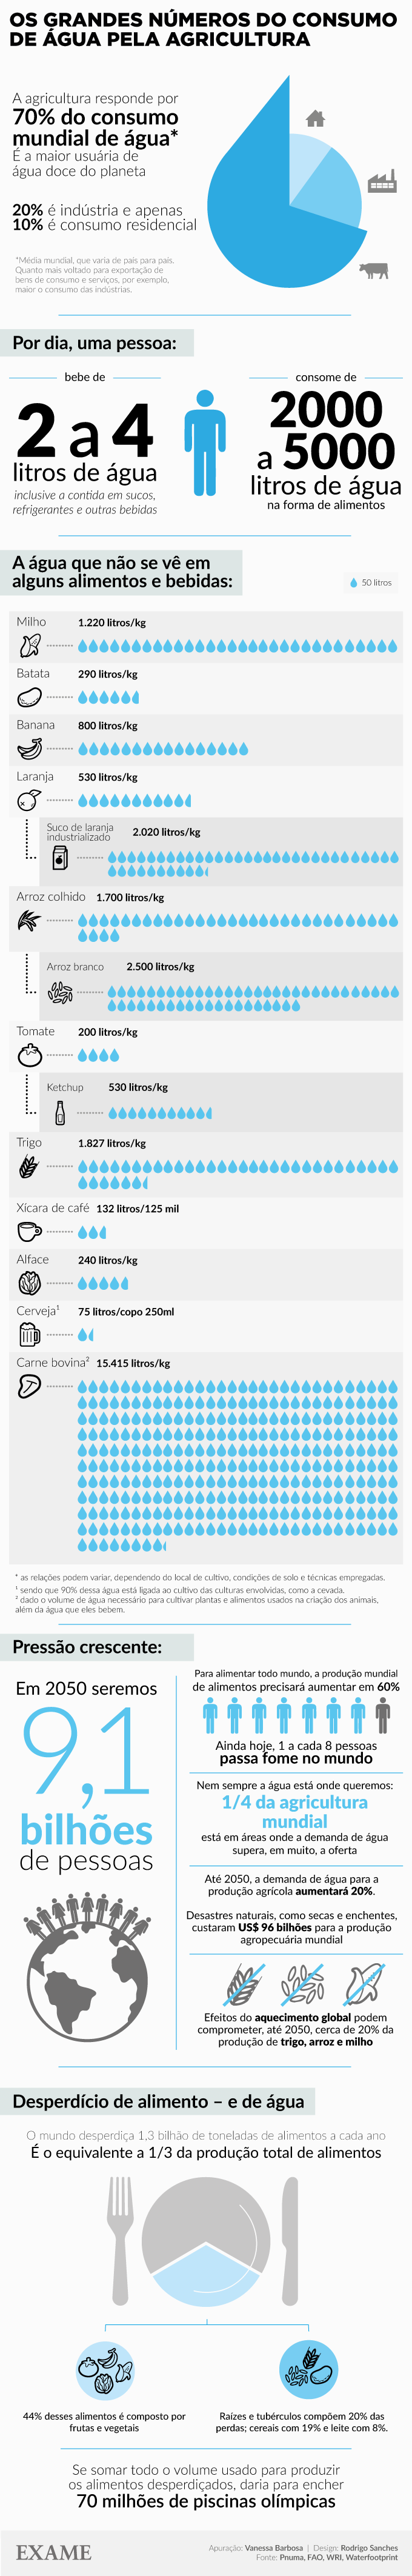 OS GRANDES NÚMEROS DO CONSUMO
DE ÁGUA PELA AGRICULTURA
A agricultura responde por
70% do consumo
mundial de água*
É a maior usuária de
água doce do planeta
20% é indústria e apenas
10% é consumo residencial
*Média mundial, que varia de país para país.
Quanto mais voltado para exportação de
bens de consumo e serviços, por exemplo,
maior o consumo das indústrias.
Por dia, uma pessoa:
bebe de
2 a 4
litros de água
inclusive a contida em sucos,
refrigerantes e outras bebidas
consome de
2000
a 5000
litros de água
na forma de alimentos
A água que não se vê em
alguns alimentos e bebidas:
50 litros
Milho 1.220 litros/kg
Batata 290 litros/kg
Banana 800 litros/kg
Laranja 530 litros/kg
Suco de laranja
industrializado 2.020 litros/kg
Arroz colhido 1.700 litros/kg
Arroz branco 2.500 litros/kg
Tomate 200 litros/kg
Ketchup 530 litros/kg
Trigo 1.827 litros/kg
Xícara de café 132 litros/125 mil
Alface 240 litros/kg
Cerveja¹ 75 litros/copo 250ml
Carne bovina² 15.415 litros/kg
* as relações podem variar, dependendo do local de cultivo, condições de solo e técnicas empregadas.
¹ sendo que 90% dessa água está ligada ao cultivo das culturas envolvidas, como a cevada.
² dado o volume de água necessário para cultivar plantas e alimentos usados na criação dos animais,
além da água que eles bebem.
Pressão crescente:
Em 2050 seremos
9,1
bilhões
de pessoas
Para alimentar todo mundo, a produção mundial
de alimentos precisará aumentar em 60%
Ainda hoje, 1 a cada 8 pessoas
passa fome no mundo
Nem sempre a água está onde queremos:
1/4 da agricultura
mundial
está em áreas onde a demanda de água
supera, em muito, a oferta
Até 2050, a demanda de água para a
produção agrícola aumentará 20%.
Desastres naturais, como secas e enchentes,
custaram US$ 96 bilhões para a produção
agropecuária mundial
Efeitos do aquecimento global podem
comprometer, até 2050, cerca de 20% da
produção de trigo, arroz e milho
Desperdício de alimento – e de água
O mundo desperdiça 1,3 bilhão de toneladas de alimentos a cada ano
É o equivalente a 1/3 da produção total de alimentos
44% desses alimentos é composto por
frutas e vegetais
Raízes e tubérculos compõem 20% das
perdas; cereais com 19% e leite com 8%.
Se somar todo o volume usado para produzir
os alimentos desperdiçados, daria para encher
70 milhões de piscinas olímpicas
EXAME
Apuração: Vanessa Barbosa | Design: Rodrigo Sanches
Fonte: Pnuma, FAO, WRI, Waterfootprint